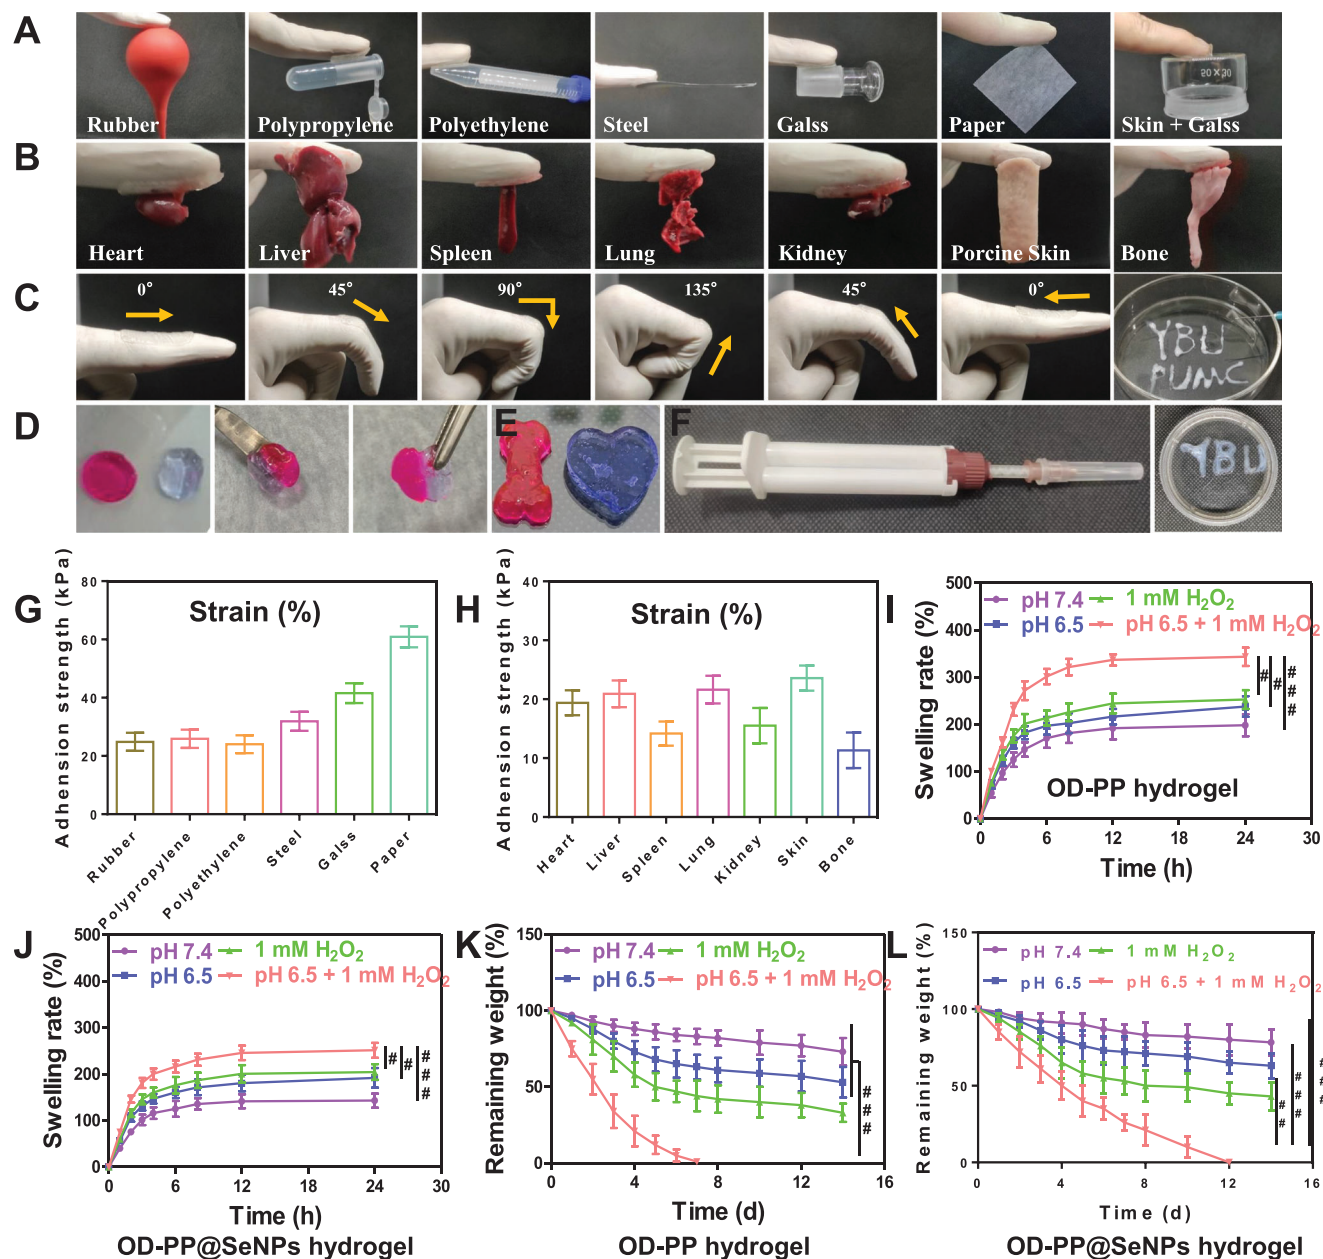 A
Rubber
Polypropylene
Polyethylene
Steel
Galss
Paper
50×30
Skin + Galss
B
Heart
Liver
Spleen
Lung
Kidney
Porcine Skin
Bone
C
0°
45°
90°
135°
45°
0°
YBU
PUMC
D
E
F
YBU
G
Adhension strength (kPa)
Strain (%)
80
60
40
20
0
Rubber
Polypropylene
Polyethylene
Steel
Galss
Paper
H
Adhension strength (kPa)
Strain (%)
40
30
20
10
0
Heart
Liver
Spleen
Lung
Kidney
Skin
Bone
I
Swelling rate (%)
500
400
300
200
100
0
pH 7.4
1 mM H₂O₂
pH 6.5
pH 6.5 + 1 mM H₂O₂
#
#
###
OD-PP hydrogel
0 6 12 18 24 30
Time (h)
J
Swelling rate (%)
500
400
300
200
100
0
pH 7.4
1 mM H₂O₂
pH 6.5
pH 6.5 + 1 mM H₂O₂
#
#
###
0 6 12 18 24 30
Time (h)
OD-PP@SeNPs hydrogel
K
Remaining weight (%)
150
100
50
0
pH 7.4
1 mM H₂O₂
pH 6.5
pH 6.5 + 1 mM H₂O₂
###
0 4 8 12 16
Time (d)
OD-PP hydrogel
L
Remaining weight (%)
150
100
50
0
pH 7.4
1 mM H₂O₂
pH 6.5
pH 6.5 + 1 mM H₂O₂
##
###
###
0 4 8 12 16
Time (d)
OD-PP@SeNPs hydrogel